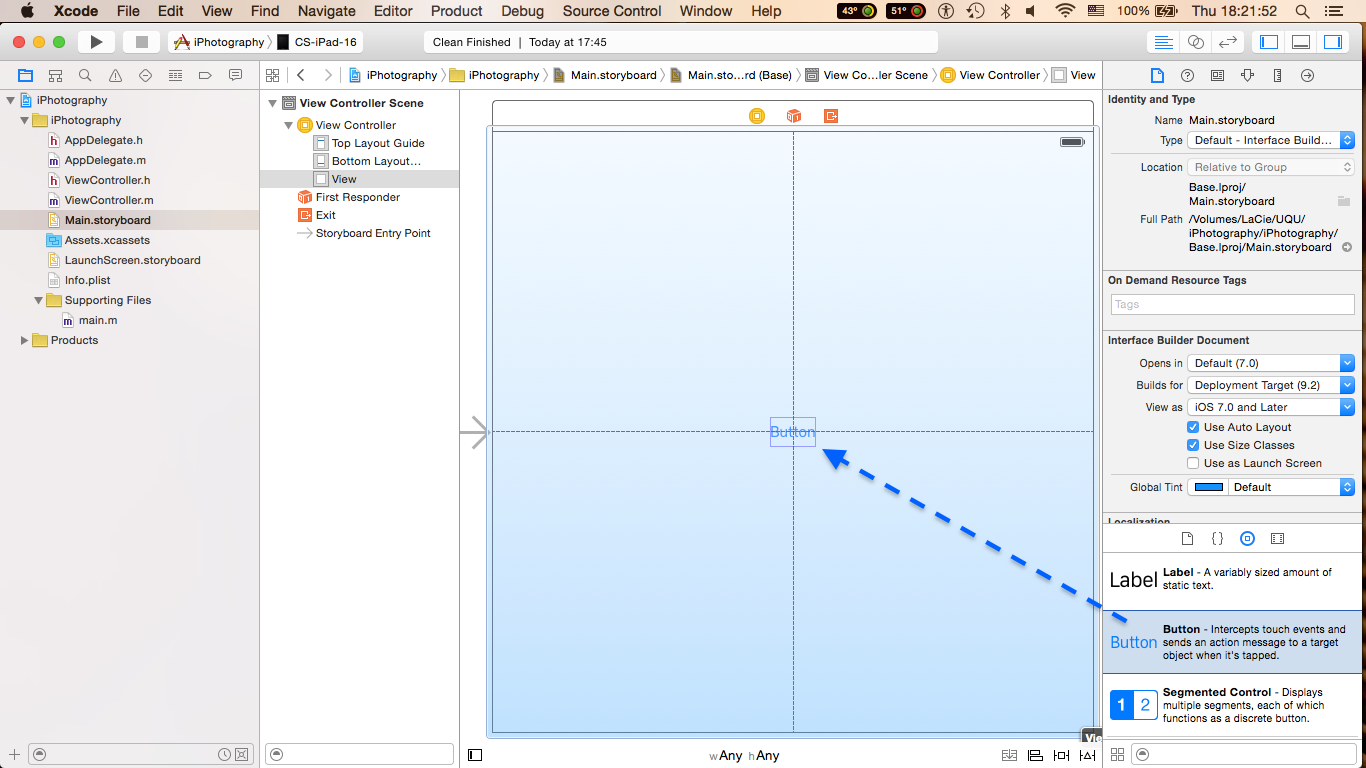 Xcode File Edit View Find Navigate Editor Product Debug Source Control Window Help 43° 51° 100% Thu 18:21:52
iPhotography CS-iPad-16 Clean Finished | Today at 17:45
iPhotography iPhotography Main.storyboard Main.sto...rd (Base) View Co...ler Scene View Controller View
iPhotography
iPhotography
h AppDelegate.h
m AppDelegate.m
h ViewController.h
m ViewController.m
Main.storyboard
Assets.xcassets
LaunchScreen.storyboard
Info.plist
Supporting Files
m main.m
Products
View Controller Scene
View Controller
Top Layout Guide
Bottom Layout...
View
First Responder
Exit
Storyboard Entry Point
Button
wAny hAny
Identity and Type
Name Main.storyboard
Type Default - Interface Build...
Location Relative to Group
Base.lproj/
Main.storyboard
Full Path /Volumes/LaCie/UQU/
iPhotography/iPhotography/
Base.lproj/Main.storyboard
On Demand Resource Tags
Tags
Interface Builder Document
Opens in Default (7.0)
Builds for Deployment Target (9.2)
View as iOS 7.0 and Later
Use Auto Layout
Use Size Classes
Use as Launch Screen
Global Tint Default
Localization
{}
Label Label - A variably sized amount of
static text.
Button Button - Intercepts touch events and
sends an action message to a target
object when it's tapped.
1 2 Segmented Control - Displays
multiple segments, each of which
functions as a discrete button.